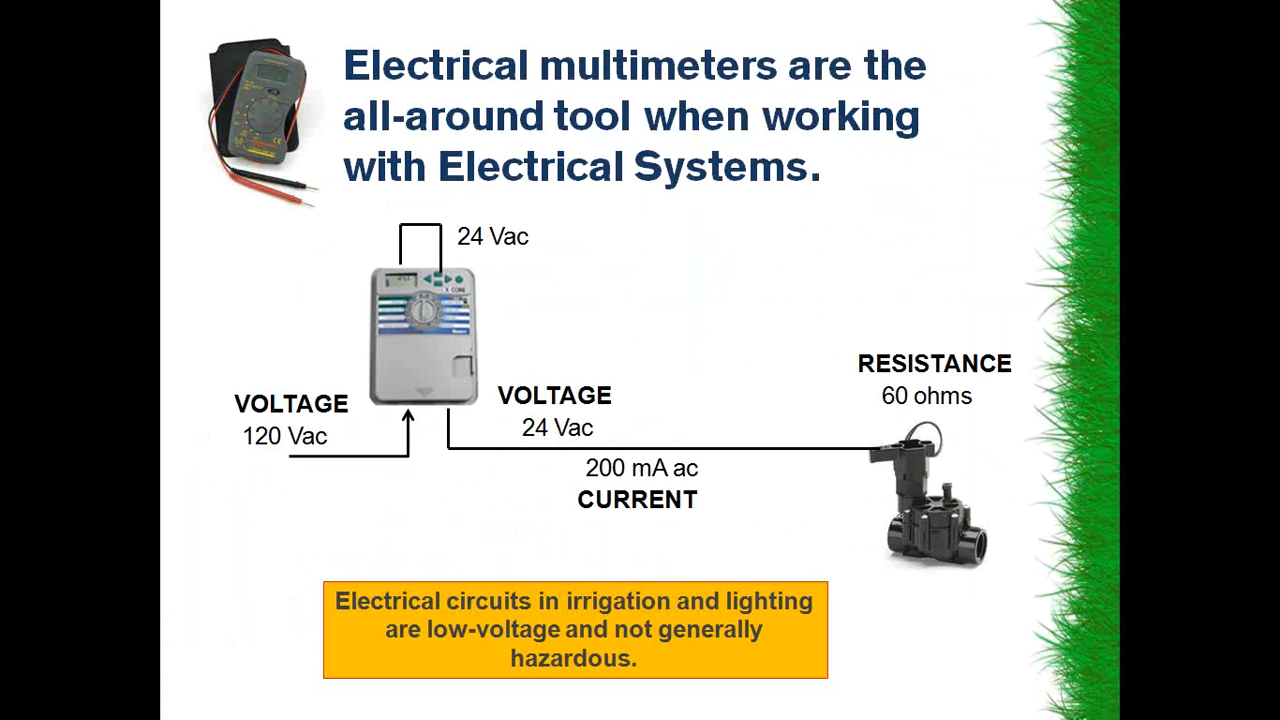 Electrical multimeters are the
all-around tool when working
with Electrical Systems.
24 Vac
X-CORE
VOLTAGE
120 Vac
VOLTAGE
24 Vac
200 mA ac
CURRENT
RESISTANCE
60 ohms
Electrical circuits in irrigation and lighting
are low-voltage and not generally
hazardous.